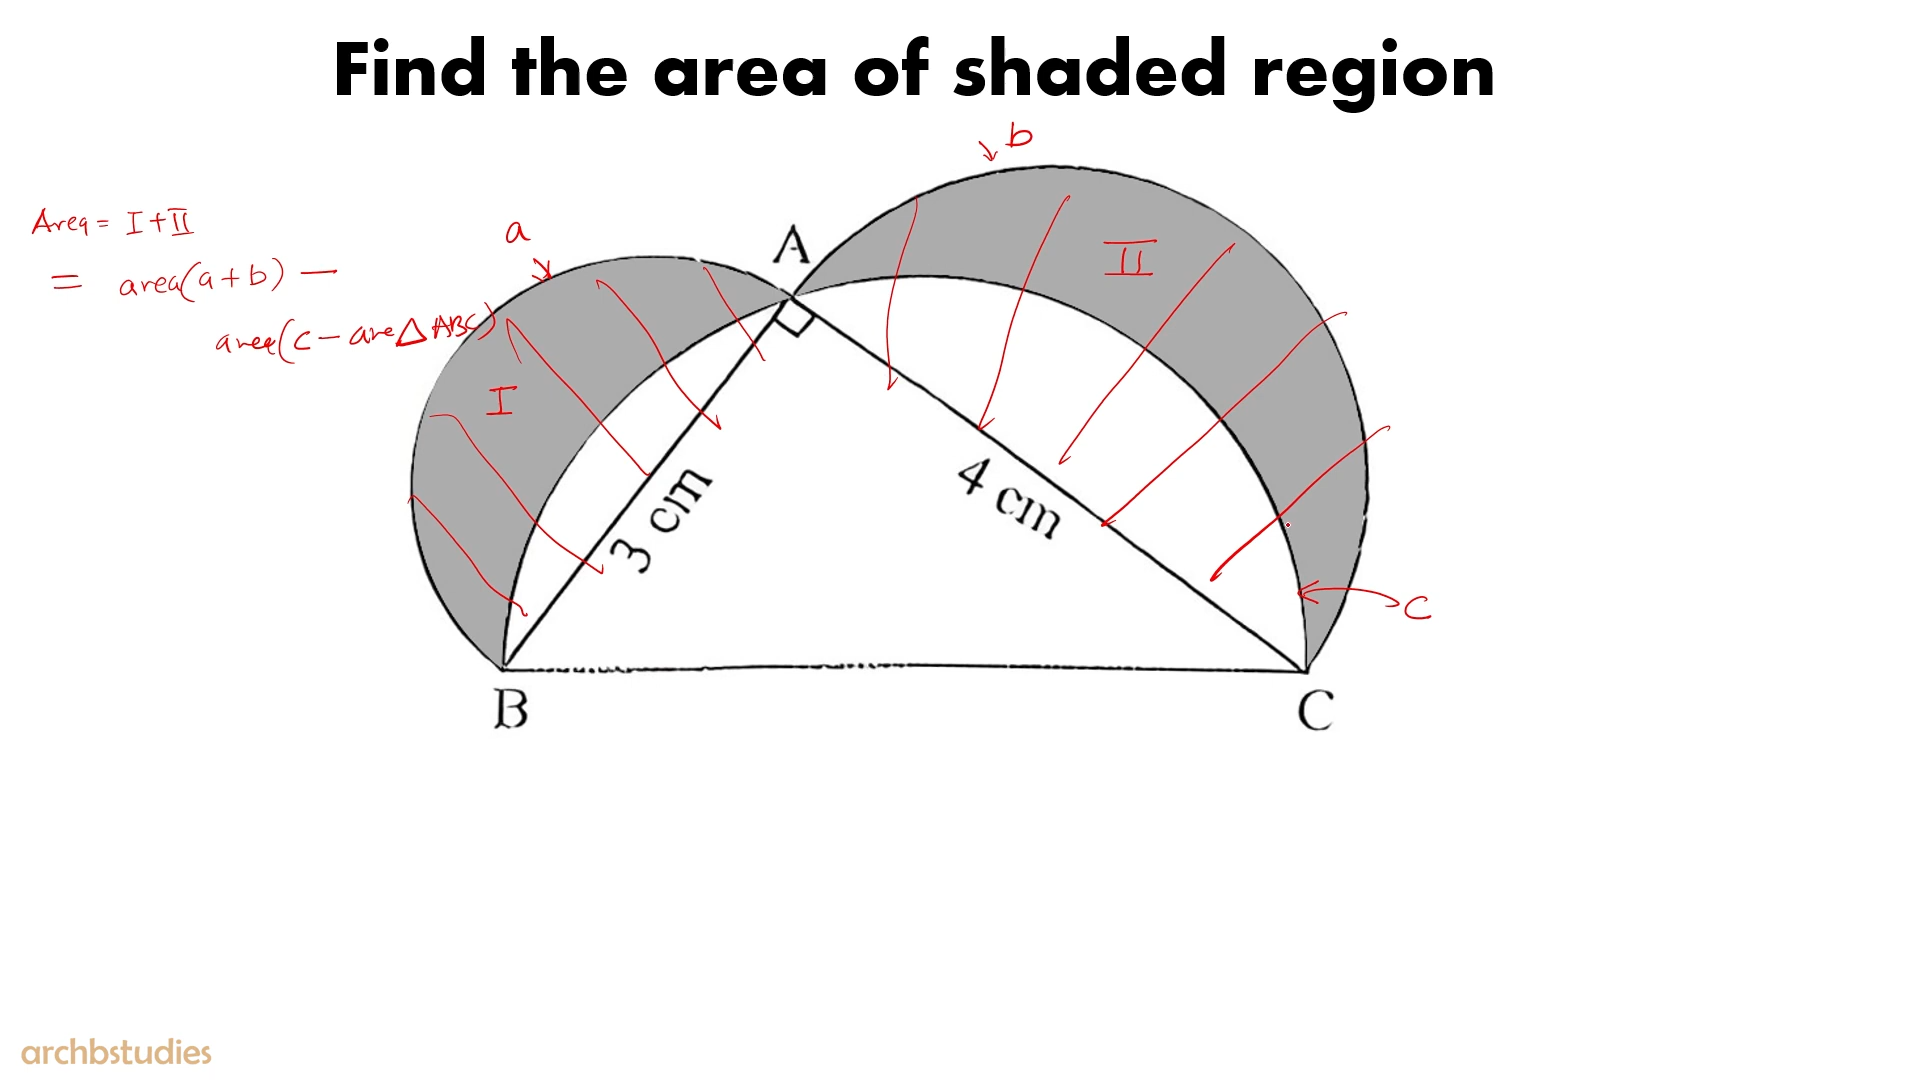 Find the area of shaded region
b
Area = I + II
a
A
II
= area(a+b) −
area(c − are △ABC)
I
3 cm
4 cm
c
B
C
archbstudies